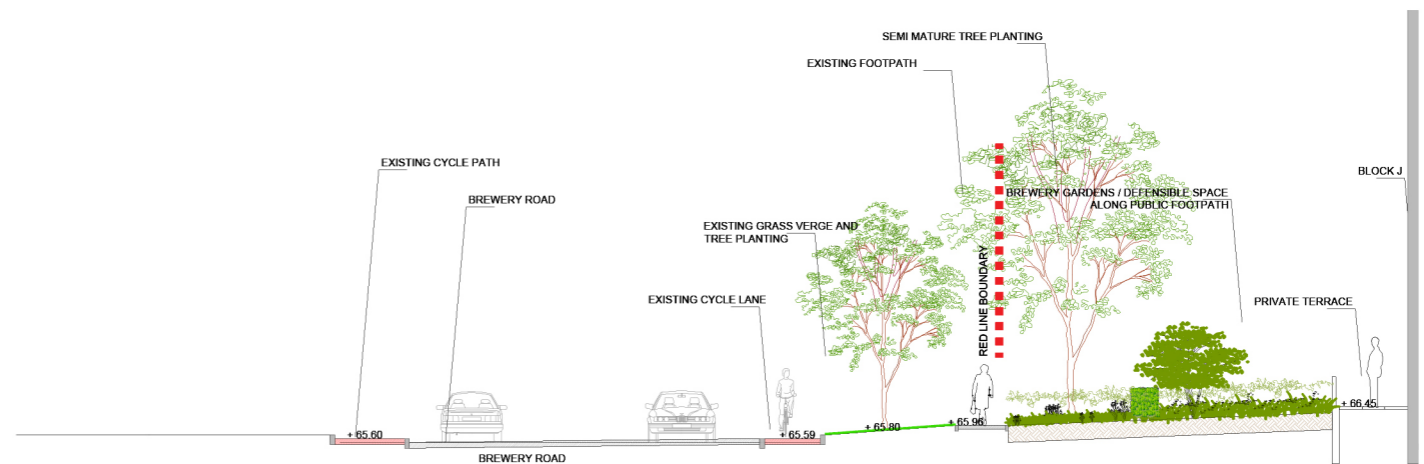 SEMI MATURE TREE PLANTING
EXISTING FOOTPATH
EXISTING CYCLE PATH
BLOCK J
BREWERY ROAD
BREWERY GARDENS / DEFENSIBLE SPACE
ALONG PUBLIC FOOTPATH
EXISTING GRASS VERGE AND
TREE PLANTING
RED LINE BOUNDARY
EXISTING CYCLE LANE
PRIVATE TERRACE
+ 65.60
+ 65.59
+ 65.80
+ 65.96
+ 66.45
BREWERY ROAD